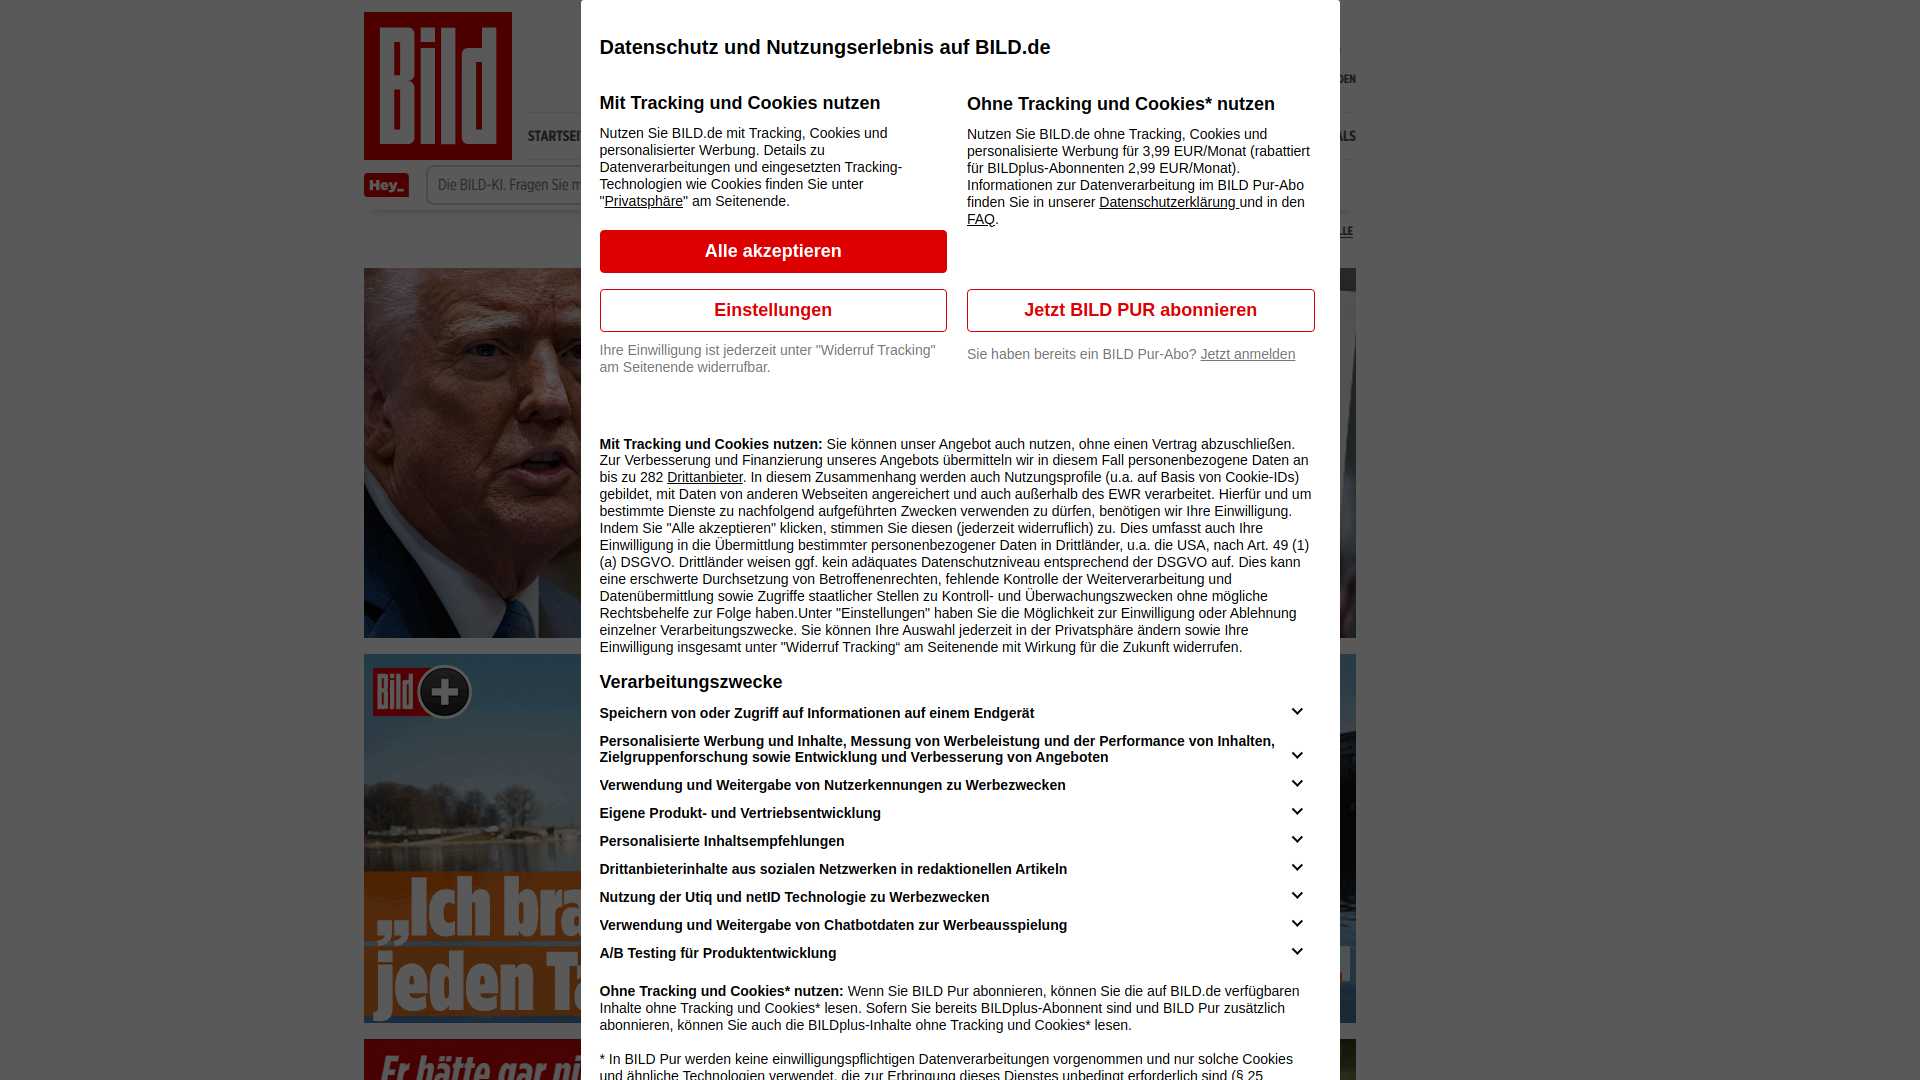 Bild
Datenschutz und Nutzungserlebnis auf BILD.de
Mit Tracking und Cookies nutzen
Nutzen Sie BILD.de mit Tracking, Cookies und
personalisierter Werbung. Details zu
Datenverarbeitungen und eingesetzten Tracking-
Technologien wie Cookies finden Sie unter
"Privatsphäre" am Seitenende.
Alle akzeptieren
Einstellungen
Ihre Einwilligung ist jederzeit unter "Widerruf Tracking"
am Seitenende widerrufbar.
Ohne Tracking und Cookies* nutzen
Nutzen Sie BILD.de ohne Tracking, Cookies und
personalisierte Werbung für 3,99 EUR/Monat (rabattiert
für BILDplus-Abonnenten 2,99 EUR/Monat).
Informationen zur Datenverarbeitung im BILD Pur-Abo
finden Sie in unserer Datenschutzerklärung und in den
FAQ.
Jetzt BILD PUR abonnieren
Sie haben bereits ein BILD Pur-Abo? Jetzt anmelden
Mit Tracking und Cookies nutzen: Sie können unser Angebot auch nutzen, ohne einen Vertrag abzuschließen.
Zur Verbesserung und Finanzierung unseres Angebots übermitteln wir in diesem Fall personenbezogene Daten an
bis zu 282 Drittanbieter. In diesem Zusammenhang werden auch Nutzungsprofile (u.a. auf Basis von Cookie-IDs)
gebildet, mit Daten von anderen Webseiten angereichert und auch außerhalb des EWR verarbeitet. Hierfür und um
bestimmte Dienste zu nachfolgend aufgeführten Zwecken verwenden zu dürfen, benötigen wir Ihre Einwilligung.
Indem Sie "Alle akzeptieren" klicken, stimmen Sie diesen (jederzeit widerruflich) zu. Dies umfasst auch Ihre
Einwilligung in die Übermittlung bestimmter personenbezogener Daten in Drittländer, u.a. die USA, nach Art. 49 (1)
(a) DSGVO. Drittländer weisen ggf. kein adäquates Datenschutzniveau entsprechend der DSGVO auf. Dies kann
eine erschwerte Durchsetzung von Betroffenenrechten, fehlende Kontrolle der Weiterverarbeitung und
Datenübermittlung sowie Zugriffe staatlicher Stellen zu Kontroll- und Überwachungszwecken ohne mögliche
Rechtsbehelfe zur Folge haben.Unter "Einstellungen" haben Sie die Möglichkeit zur Einwilligung oder Ablehnung
einzelner Verarbeitungszwecke. Sie können Ihre Auswahl jederzeit in der Privatsphäre ändern sowie Ihre
Einwilligung insgesamt unter "Widerruf Tracking“ am Seitenende mit Wirkung für die Zukunft widerrufen.
Verarbeitungszwecke
Speichern von oder Zugriff auf Informationen auf einem Endgerät
Personalisierte Werbung und Inhalte, Messung von Werbeleistung und der Performance von Inhalten,
Zielgruppenforschung sowie Entwicklung und Verbesserung von Angeboten
Verwendung und Weitergabe von Nutzerkennungen zu Werbezwecken
Eigene Produkt- und Vertriebsentwicklung
Personalisierte Inhaltsempfehlungen
Drittanbieterinhalte aus sozialen Netzwerken in redaktionellen Artikeln
Nutzung der Utiq und netID Technologie zu Werbezwecken
Verwendung und Weitergabe von Chatbotdaten zur Werbeausspielung
A/B Testing für Produktentwicklung
Ohne Tracking und Cookies* nutzen: Wenn Sie BILD Pur abonnieren, können Sie die auf BILD.de verfügbaren
Inhalte ohne Tracking und Cookies* lesen. Sofern Sie bereits BILDplus-Abonnent sind und BILD Pur zusätzlich
abonnieren, können Sie auch die BILDplus-Inhalte ohne Tracking und Cookies* lesen.
* In BILD Pur werden keine einwilligungspflichtigen Datenverarbeitungen vorgenommen und nur solche Cookies
und ähnliche Technologien verwendet, die zur Erbringung dieses Dienstes unbedingt erforderlich sind (§ 25
STARTSEI
Hey_
Die BILD-KI. Fragen Sie m
Bild +
„Ich bra
jeden Ta
Er hätte gar ni